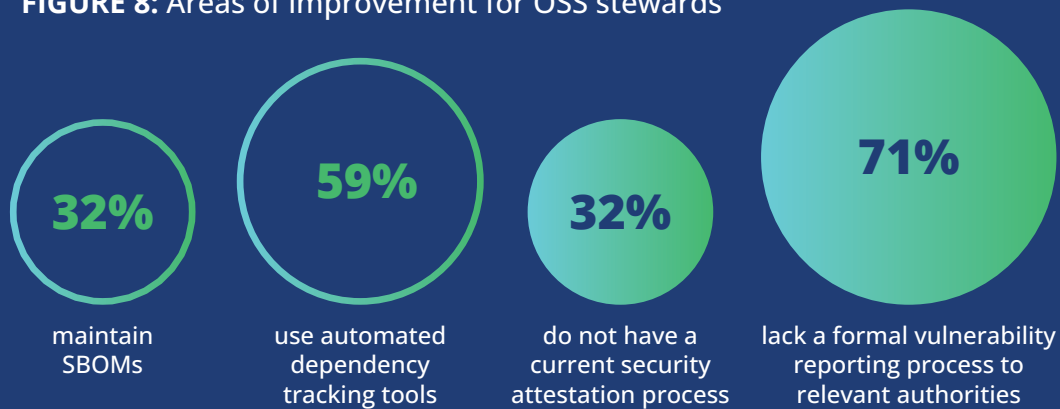 FIGURE 8: Areas of improvement for OSS stewards
32%
59%
32%
71%
maintain
SBOMs
use automated
dependency
tracking tools
do not have a
current security
attestation process
lack a formal vulnerability
reporting process to
relevant authorities